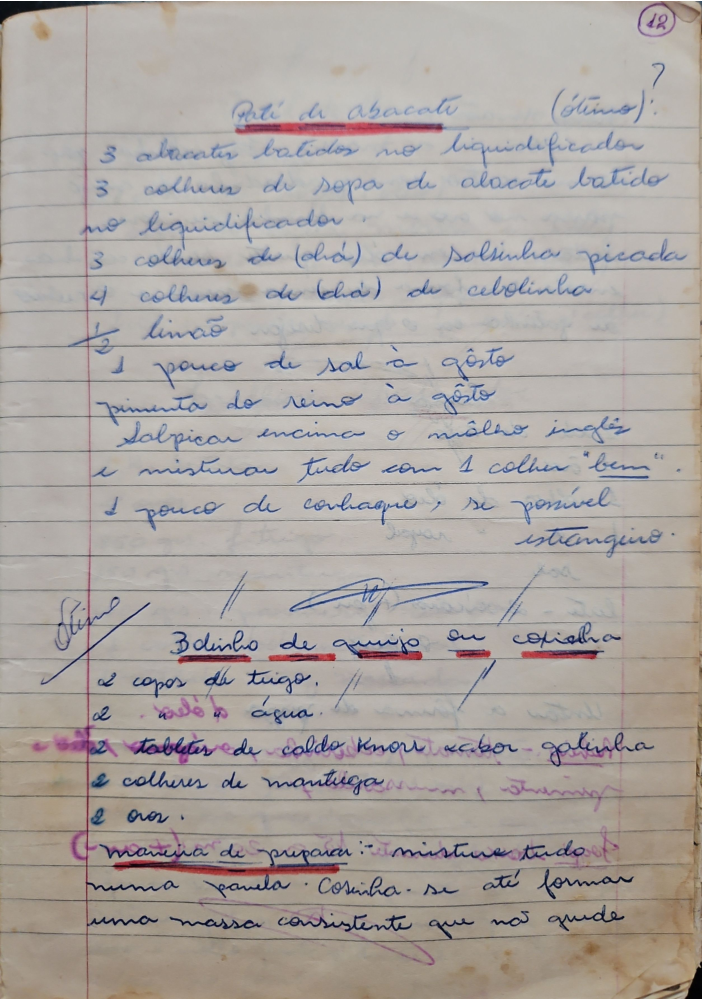 12
?
Patê de abacate (ótimo)!
3 abacates batidos no liquidificador
3 colheres de sopa de abacate batido
no liquidificador.
3 colheres de (chá) de salsinha picada
4 colheres de (chá) de cebolinha
1/2 limão
1 pouco de sal à gôsto
pimenta do reino à gôsto
Salpicar encima o môlho inglês
e misturar tudo com 1 colher "bem".
1 pouco de conhaque, se possível
estrangeiro.
Ótimo
Bolinho de queijo ou coxinha
2 copos de trigo.
2 " " água.
2 tabletes de caldo Knorr sabor galinha
2 colheres de manteiga
2 ovos.
maneira de preparar:- misture tudo
numa panela. Cosinha-se até formar
uma massa consistente que não grude